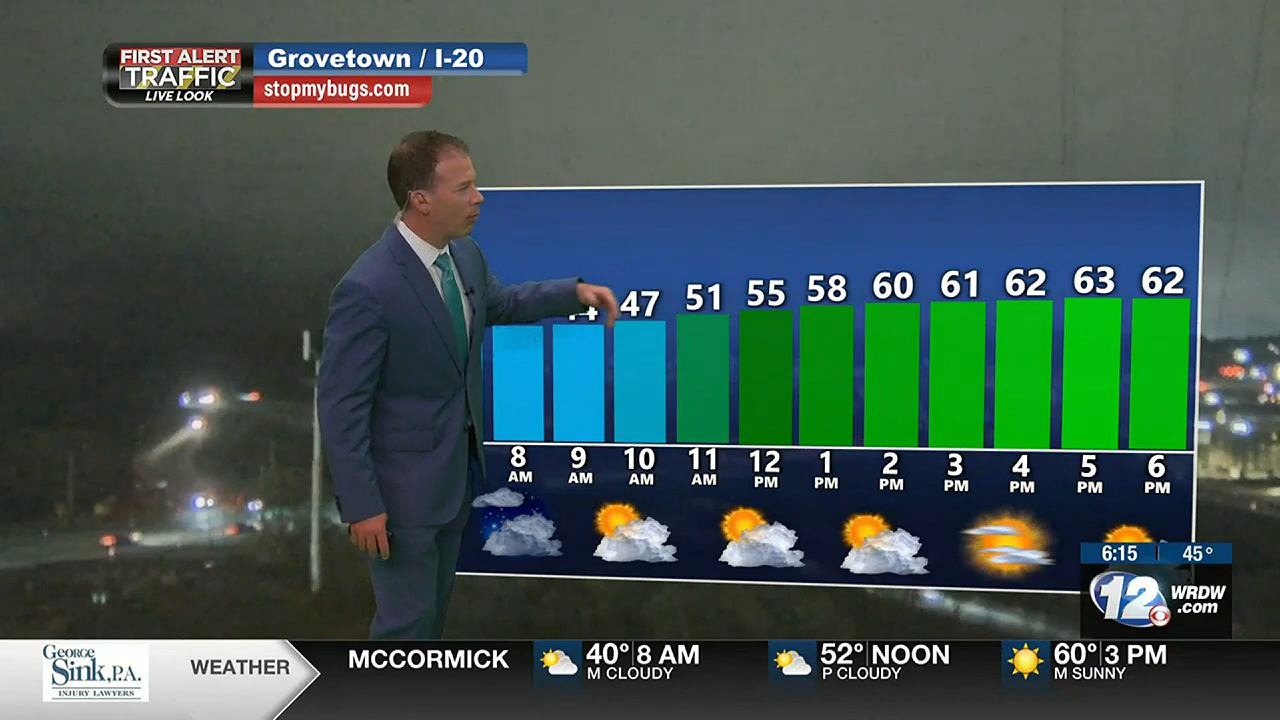 FIRST ALERT
TRAFFIC
LIVE LOOK
Grovetown / I-20
stopmybugs.com
47 51 55 58 60 61 62 63 62
8 AM 9 AM 10 AM 11 AM 12 PM 1 PM 2 PM 3 PM 4 PM 5 PM 6 PM
6:15 45°
12 WRDW
.com
GEORGE
Sink, P.A.
INJURY LAWYERS
WEATHER
MCCORMICK
40° 8 AM
M CLOUDY
52° NOON
P CLOUDY
60° 3 PM
M SUNNY